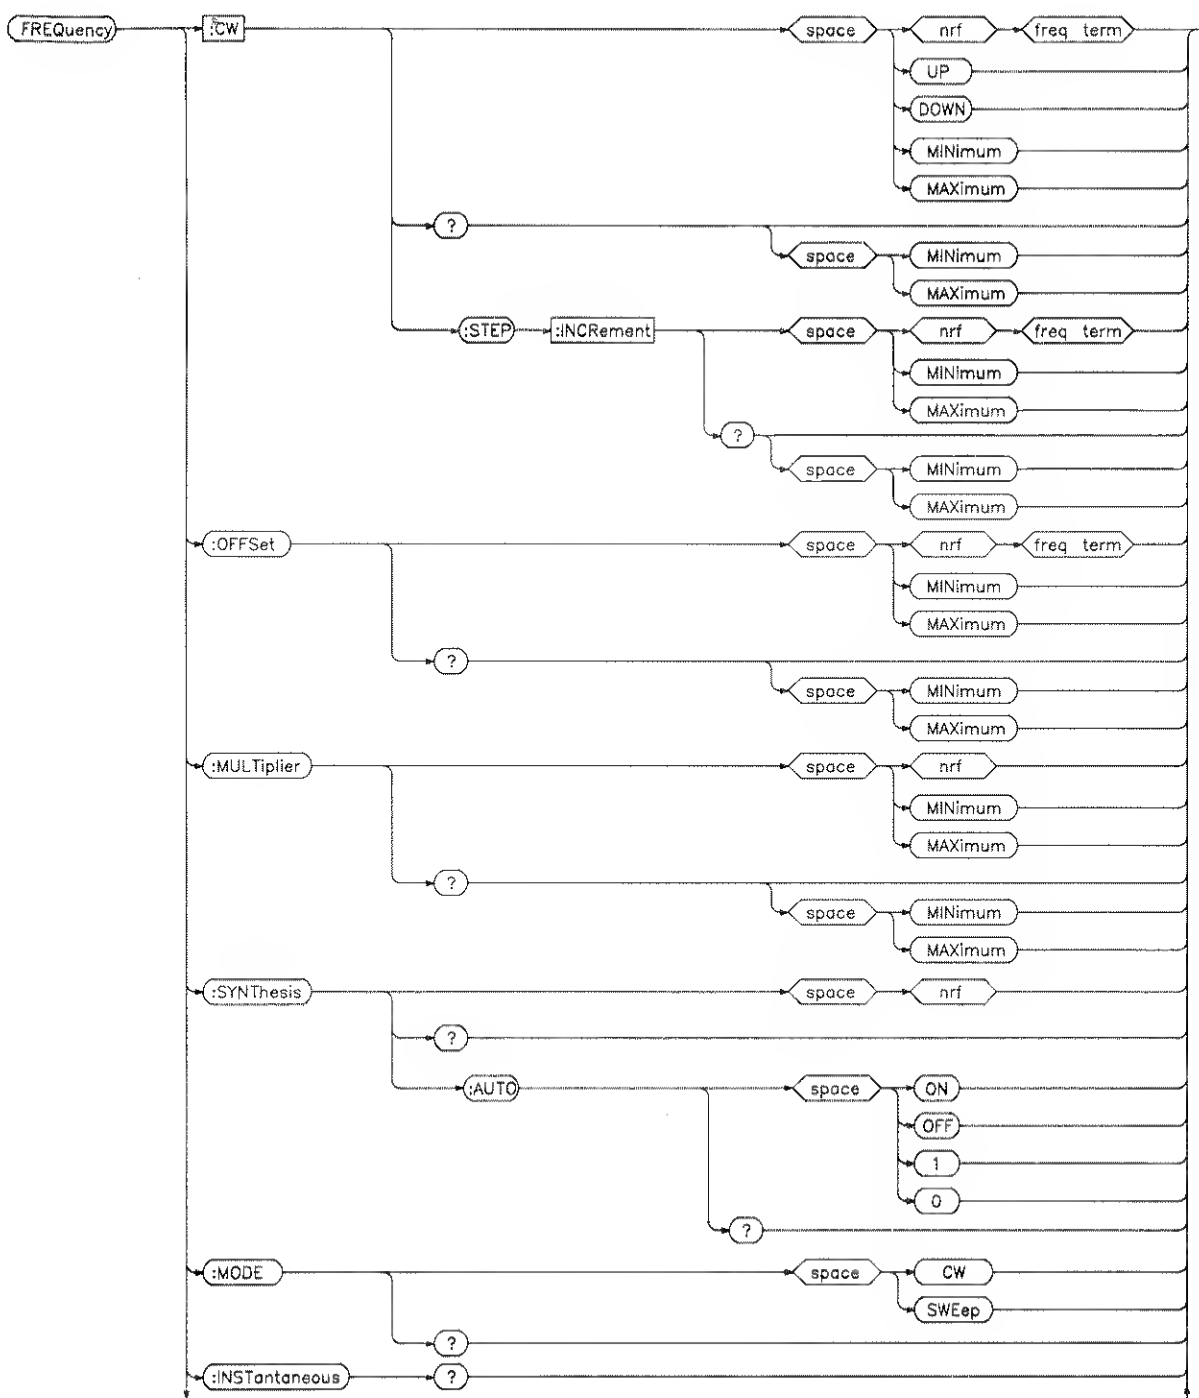 FREQuency :CW space nrf freq term
UP
DOWN
MINimum
MAXimum
?
space MINimum
MAXimum
:STEP :INCRement space nrf freq term
MINimum
MAXimum
?
space MINimum
MAXimum
:OFFSet space nrf freq term
MINimum
MAXimum
?
space MINimum
MAXimum
:MULTiplier space nrf
MINimum
MAXimum
?
space MINimum
MAXimum
:SYNThesis space nrf
?
:AUTO space ON
OFF
1
0
?
:MODE space CW
SWEep
?
:INSTantaneous ?